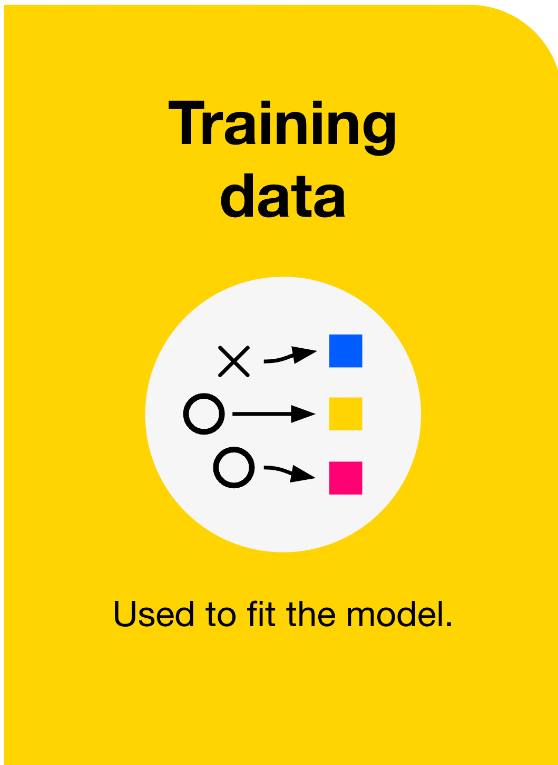 Training
data
Used to fit the model.